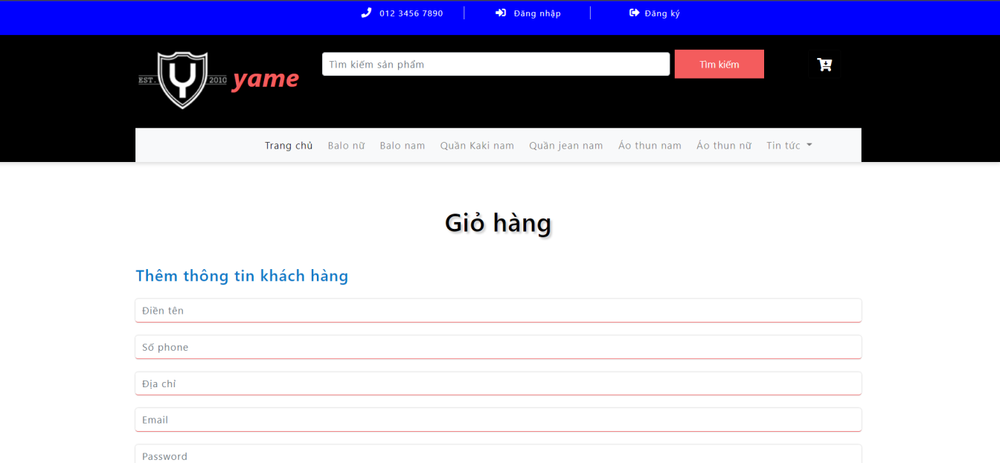 012 3456 7890 Đăng nhập Đăng ký
EST. Y 2010 yame
Tìm kiếm sản phẩm Tìm kiếm
Trang chủ Balo nữ Balo nam Quần Kaki nam Quần jean nam Áo thun nam Áo thun nữ Tin tức
Giỏ hàng
Thêm thông tin khách hàng
Điền tên
Số phone
Địa chỉ
Email
Password